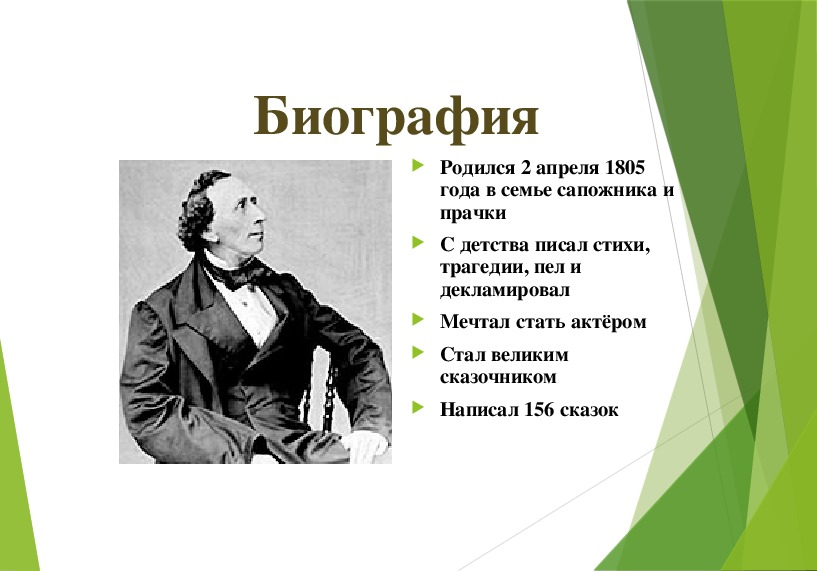 Биография
Родился 2 апреля 1805
года в семье сапожника и
прачки
С детства писал стихи,
трагедии, пел и
декламировал
Мечтал стать актёром
Стал великим
сказочником
Написал 156 сказок